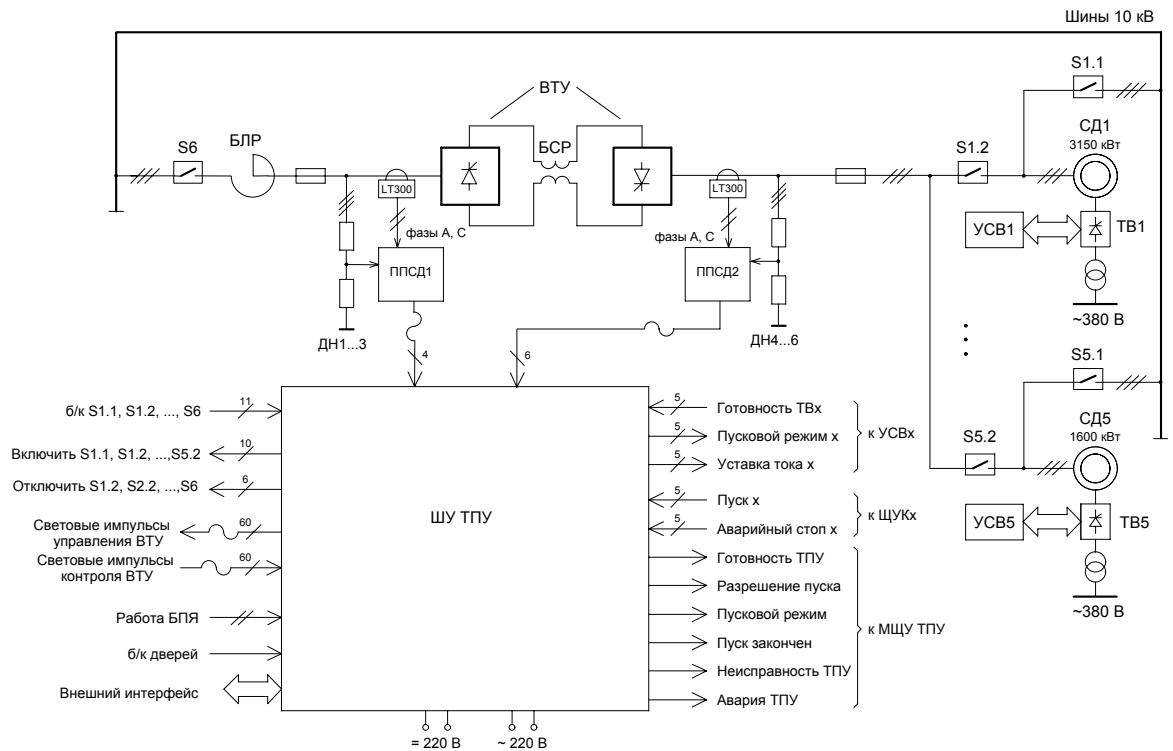 Шины 10 кВ
S1.1
ВТУ
СД1
3150 кВт
БЛР
S6
БСР
S1.2
LT300
LT300
УСВ1
ТВ1
фазы А, С
фазы А, С
ППСД1
ППСД2
~380 В
ДН1...3
ДН4...6
S5.1
4
6
СД5
1600 кВт
S5.2
б/к S1.1, S1.2, ..., S6
11
Включить S1.1, S1.2, ...,S5.2
10
Отключить S1.2, S2.2, ...,S6
6
Световые импульсы
управления ВТУ
60
Световые импульсы
контроля ВТУ
60
Работа БПЯ
б/к дверей
Внешний интерфейс
ШУ ТПУ
5
Готовность ТВх
5
Пусковой режим х
5
Уставка тока х
к УСВх
5
Пуск х
5
Аварийный стоп х
к ЩУКх
Готовность ТПУ
Разрешение пуска
Пусковой режим
Пуск закончен
Неисправность ТПУ
Авария ТПУ
к МЩУ ТПУ
УСВ5
ТВ5
~380 В
= 220 В
~ 220 В